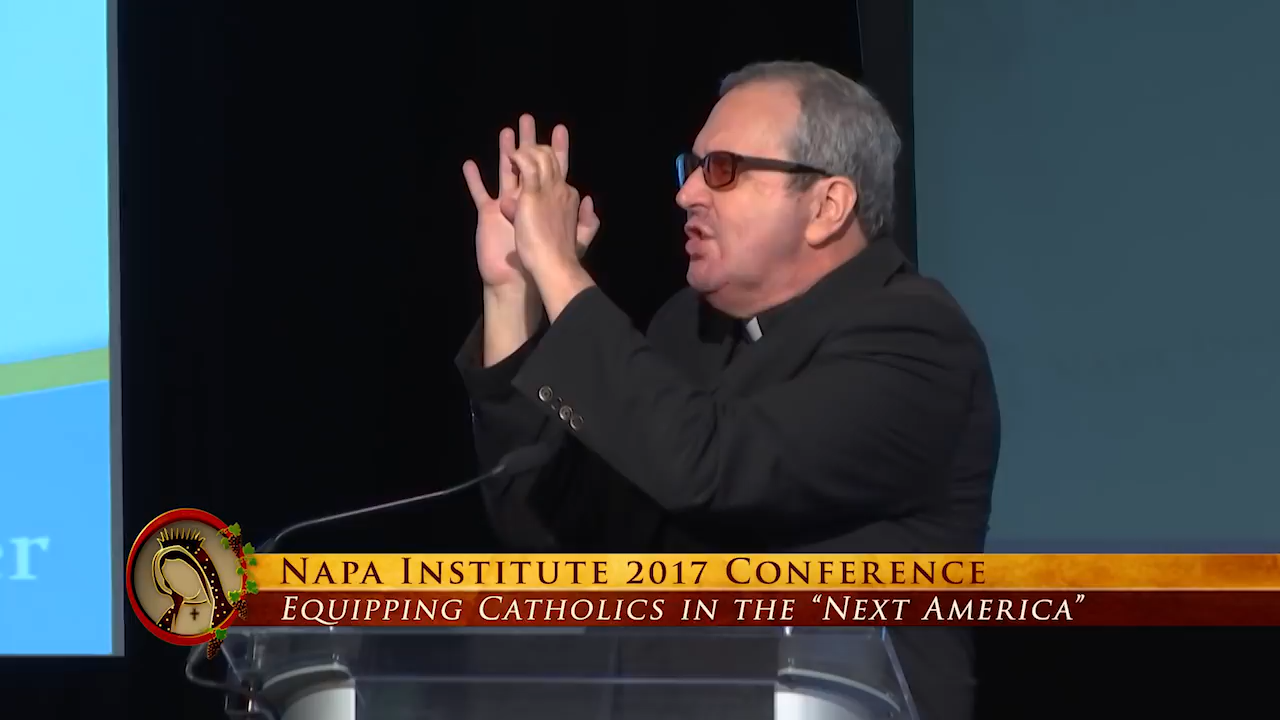 NAPA INSTITUTE 2017 CONFERENCE
EQUIPPING CATHOLICS IN THE “NEXT AMERICA”